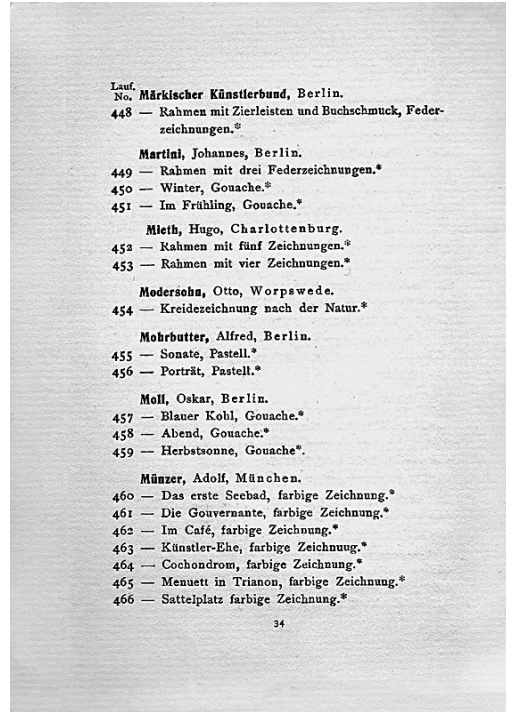 Lauf.
No. Märkischer Künstlerbund, Berlin.
448 — Rahmen mit Zierleisten und Buchschmuck, Feder-
zeichnungen.*
Martini, Johannes, Berlin.
449 — Rahmen mit drei Federzeichnungen.*
450 — Winter, Gouache.*
451 — Im Frühling, Gouache.*
Mieth, Hugo, Charlottenburg.
452 — Rahmen mit fünf Zeichnungen.*
453 — Rahmen mit vier Zeichnungen.*
Modersohn, Otto, Worpswede.
454 — Kreidezeichnung nach der Natur.*
Mohrbutter, Alfred, Berlin.
455 — Sonate, Pastell.*
456 — Porträt, Pastell.*
Moll, Oskar, Berlin.
457 — Blauer Kohl, Gouache.*
458 — Abend, Gouache.*
459 — Herbstsonne, Gouache*.
Münzer, Adolf, München.
460 — Das erste Seebad, farbige Zeichnung.*
461 — Die Gouvernante, farbige Zeichnung.*
462 — Im Café, farbige Zeichnung.*
463 — Künstler-Ehe, farbige Zeichnuug.*
464 — Cochondrom, farbige Zeichnung.*
465 — Menuett in Trianon, farbige Zeichnung.*
466 — Sattelplatz farbige Zeichnung.*
34